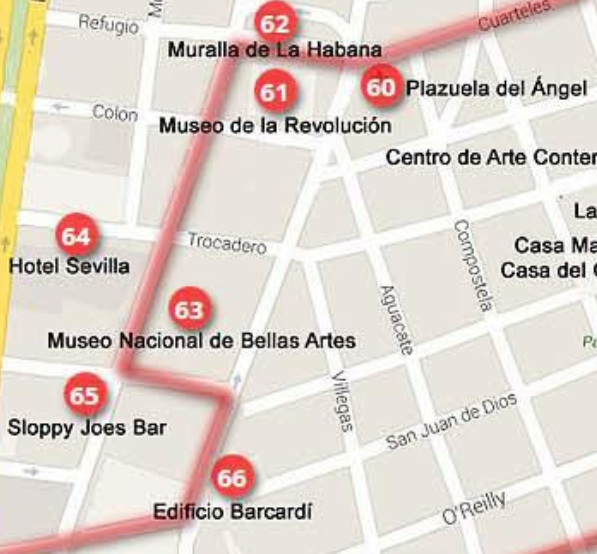 62
Refugio
Mu
Cuarteles
Muralla de La Habana
61
60
Plazuela del Ángel
Colon
Museo de la Revolución
Centro de Arte Conter
La
64
Trocadero
Compostela
Casa Ma
Hotel Sevilla
Casa del
63
Aguacate
Museo Nacional de Bellas Artes
Pa
65
Villegas
San Juan de Dios
Sloppy Joes Bar
66
Edificio Barcardí
O'Reilly